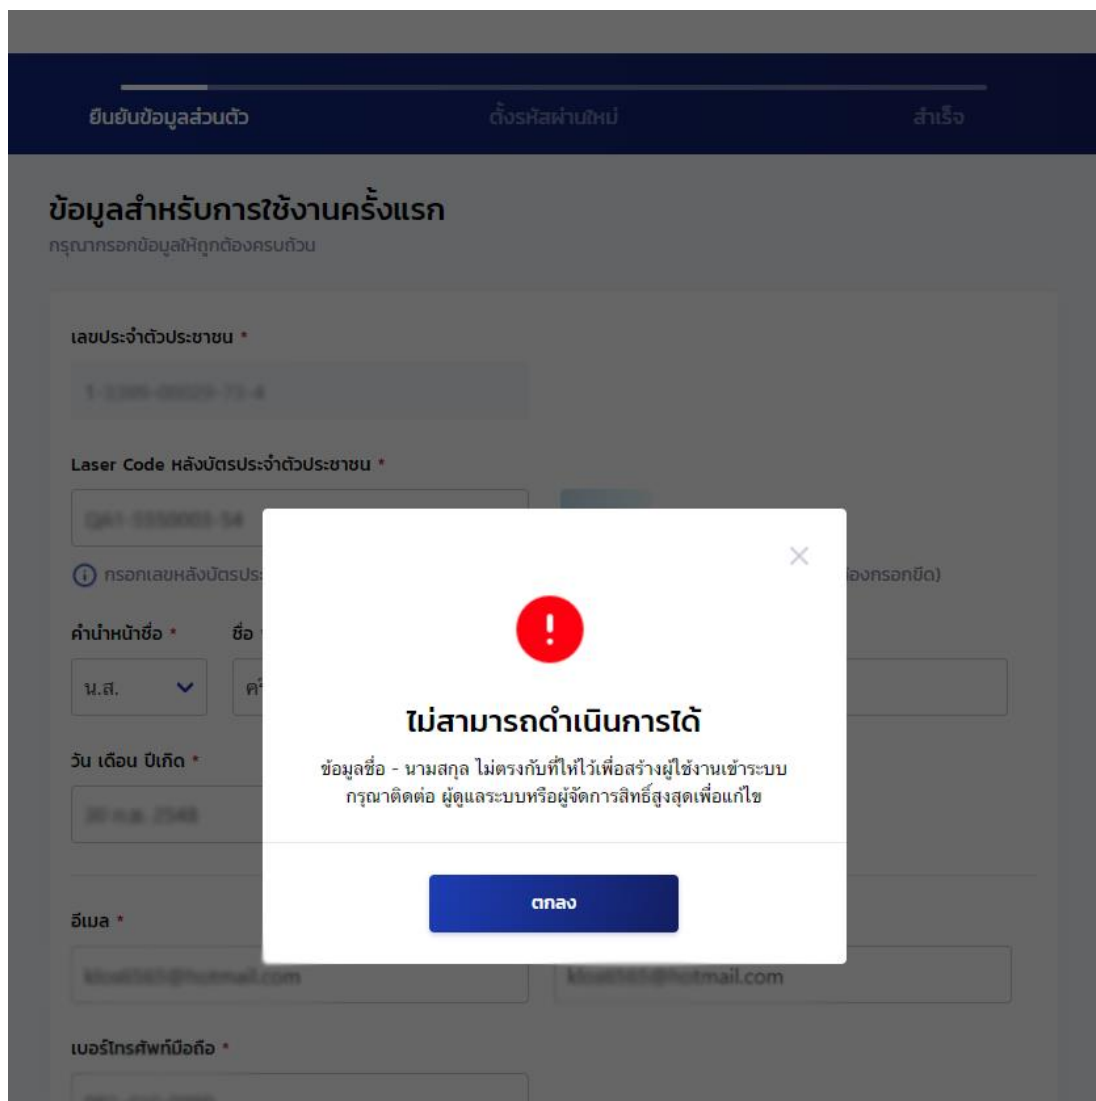 ยืนยันข้อมูลส่วนตัว ตั้งรหัสผ่านใหม่ สำเร็จ
ข้อมูลสำหรับการใช้งานครั้งแรก
กรุณากรอกข้อมูลให้ถูกต้องครบถ้วน
เลขประจำตัวประชาชน *
Laser Code หลังบัตรประจำตัวประชาชน *
กรอกเลขหลังบัตรประ
องกรอกขีด)
คำนำหน้าชื่อ * ชื่อ
น.ส.
วัน เดือน ปีเกิด *
ไม่สามารถดำเนินการได้
ข้อมูลชื่อ - นามสกุล ไม่ตรงกับที่ให้ไว้เพื่อสร้างผู้ใช้งานเข้าระบบ
กรุณาติดต่อ ผู้ดูแลระบบหรือผู้จัดการสิทธิ์สูงสุดเพื่อแก้ไข
ตกลง
อีเมล *
เบอร์โทรศัพท์มือถือ *